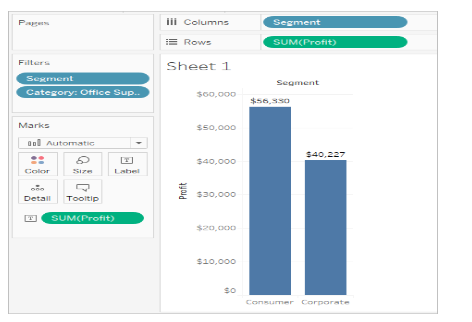 Pages
Filters
Segment
Category: Office Sup..
Marks
Automatic
Color
Size
Label
Detail
Tooltip
SUM(Profit)
Columns
Segment
Rows
SUM(Profit)
Sheet 1
Segment
Profit
$60,000
$50,000
$40,000
$30,000
$20,000
$10,000
$0
$56,330
$40,227
Consumer
Corporate